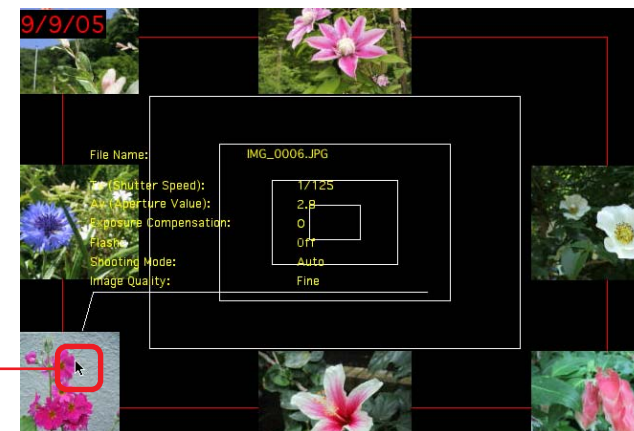 9/9/05
File Name: IMG_0006.JPG
Tv (Shutter Speed): 1/125
Av (Aperture Value): 2.8
Exposure Compensation: 0
Flash: Off
Shooting Mode: Auto
Image Quality: Fine